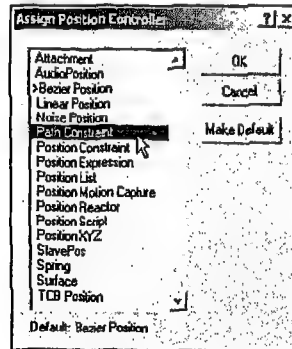 Assign Position Controller
Attachment
AudioPosition
>Bezier Position
Linear Position
Noise Position
Path Constraint
Position Constraint
Position Expression
Position List
Position Motion Capture
Position Reactor
Position Script
Position XYZ
SlavePos
Spring
Surface
TCB Position
OK
Cancel
Make Default
Default: Bezier Position